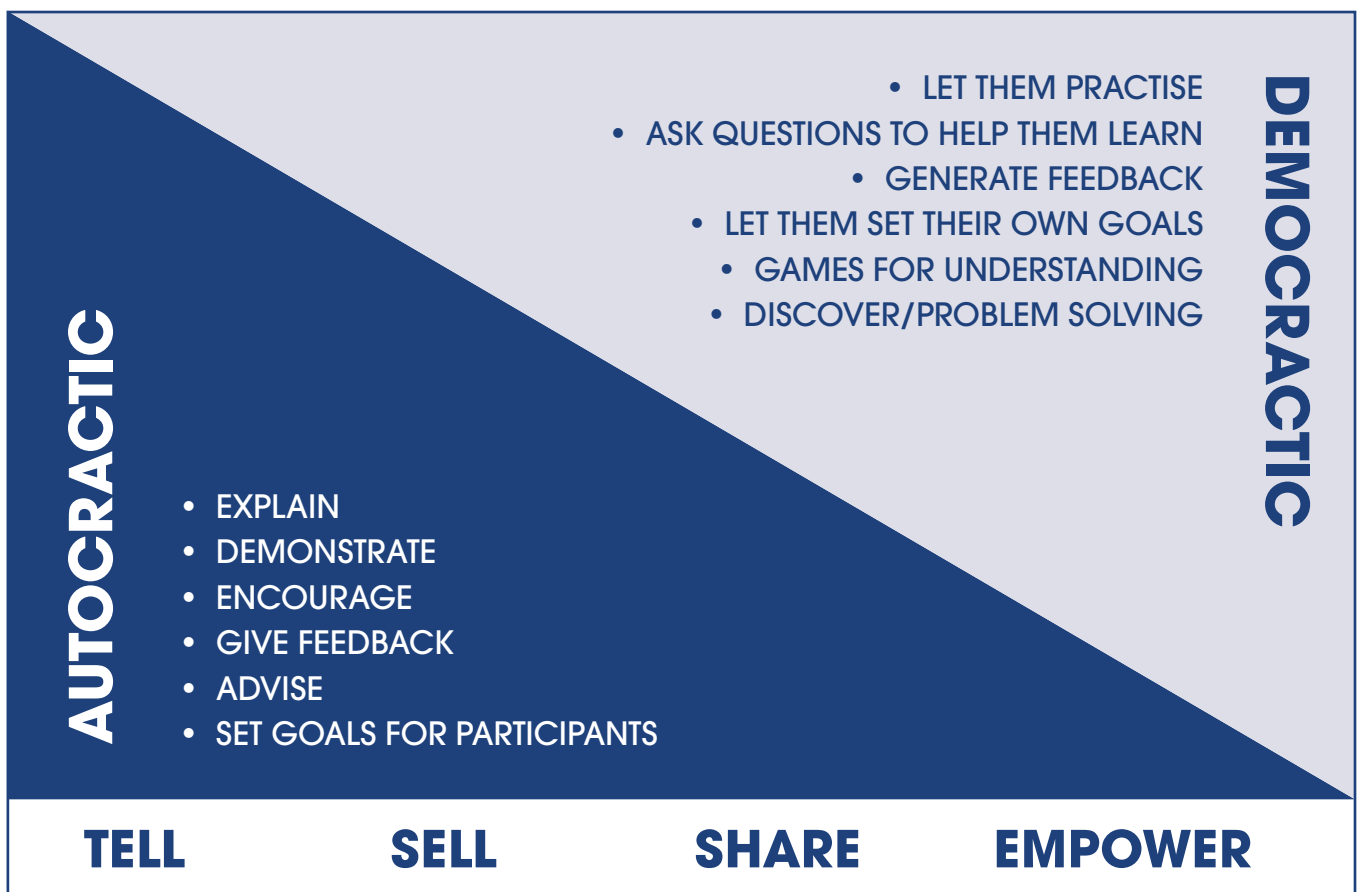 • LET THEM PRACTISE
• ASK QUESTIONS TO HELP THEM LEARN
• GENERATE FEEDBACK
• LET THEM SET THEIR OWN GOALS
• GAMES FOR UNDERSTANDING
• DISCOVER/PROBLEM SOLVING
DEMOCRACTIC
AUTOCRACTIC
• EXPLAIN
• DEMONSTRATE
• ENCOURAGE
• GIVE FEEDBACK
• ADVISE
• SET GOALS FOR PARTICIPANTS
TELL SELL SHARE EMPOWER